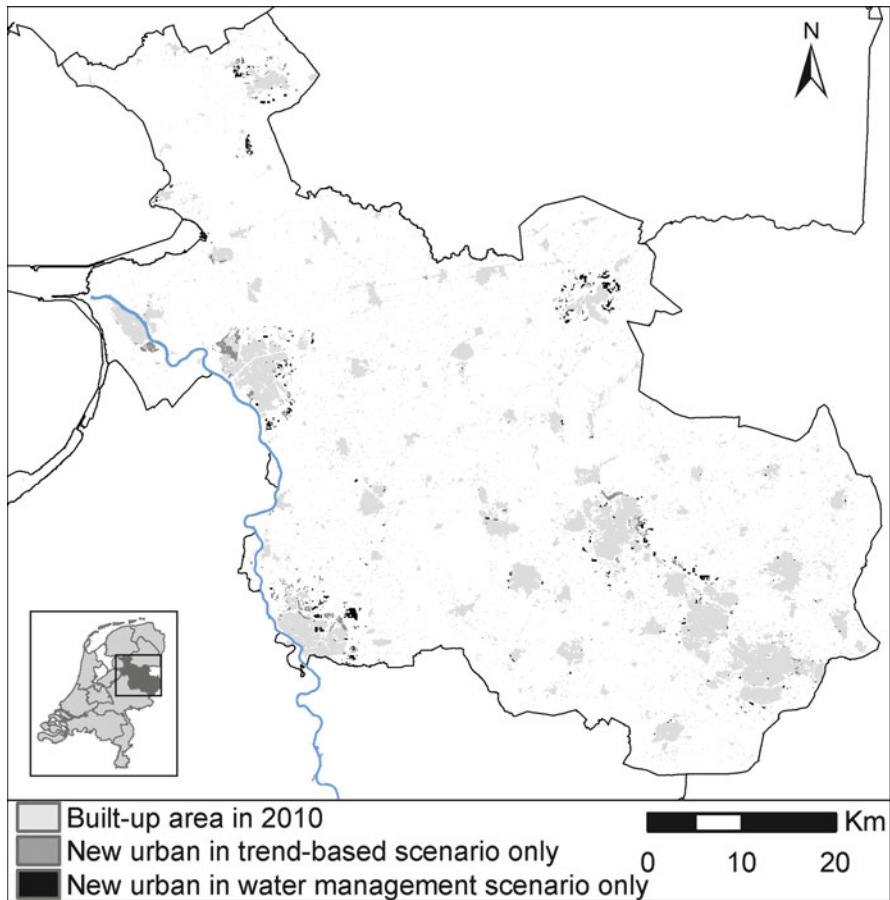 N
Built-up area in 2010
New urban in trend-based scenario only
New urban in water management scenario only
Km
0 10 20